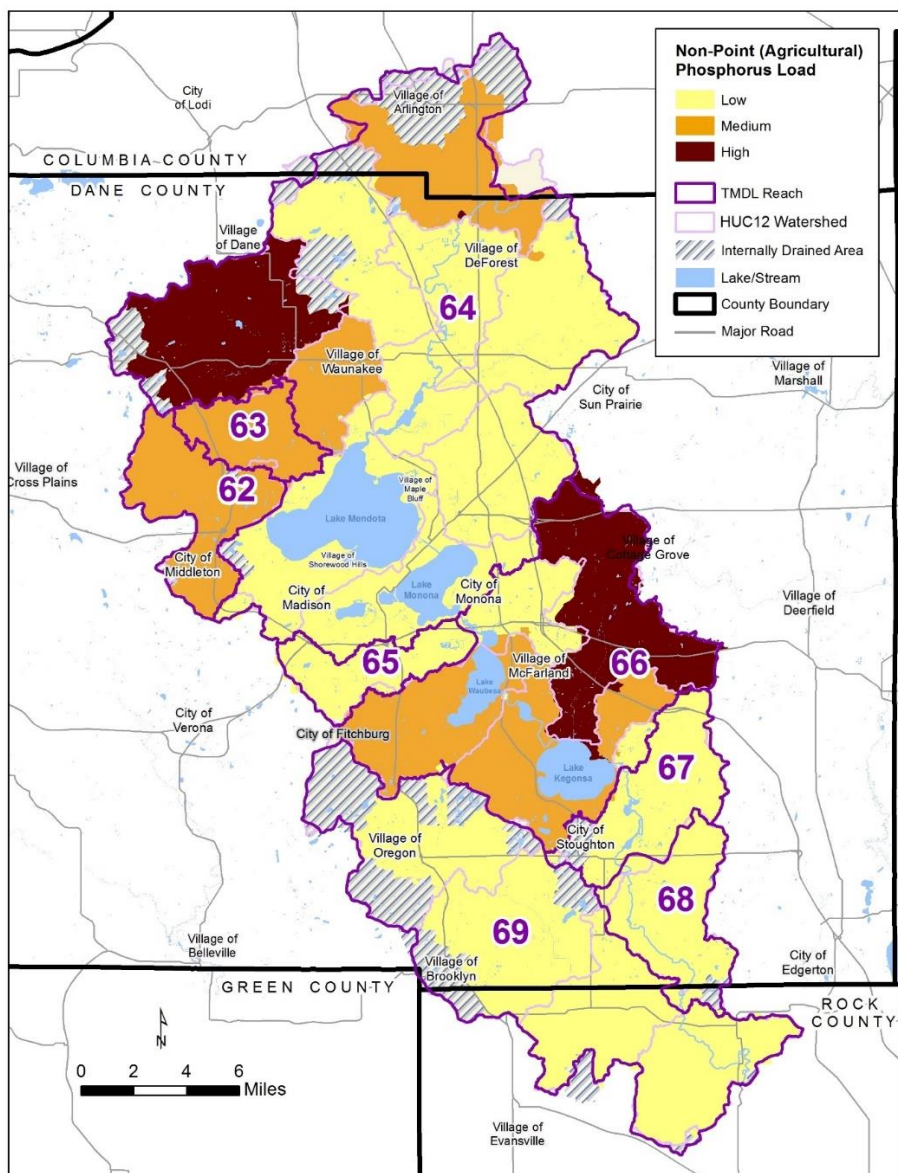 Non-Point (Agricultural)
Phosphorus Load
Low
Medium
High
TMDL Reach
HUC12 Watershed
Internally Drained Area
Lake/Stream
County Boundary
Major Road
City
of Lodi
Village of
Arlington
COLUMBIA COUNTY
DANE COUNTY
Village
of Dane
Village of
DeForest
64
Village of
Waunakee
Village of
Marshall
City of
Sun Prairie
63
Village of
Cross Plains
62
Village of
Maple
Bluff
Lake Mendota
Village of
Shorewood Hills
Village of
Cottage Grove
City of
Middleton
Lake
Monona
City of
Monona
City of
Madison
Village of
Deerfield
65
66
Village of
McFarland
Lake
Waubesa
City of
Verona
City of Fitchburg
Lake
Kegonsa
67
Village of
Oregon
City of
Stoughton
68
69
Village of
Belleville
Village of
Brooklyn
City of
Edgerton
GREEN COUNTY
ROCK
COUNTY
N
0 2 4 6
Miles
Village of
Evansville